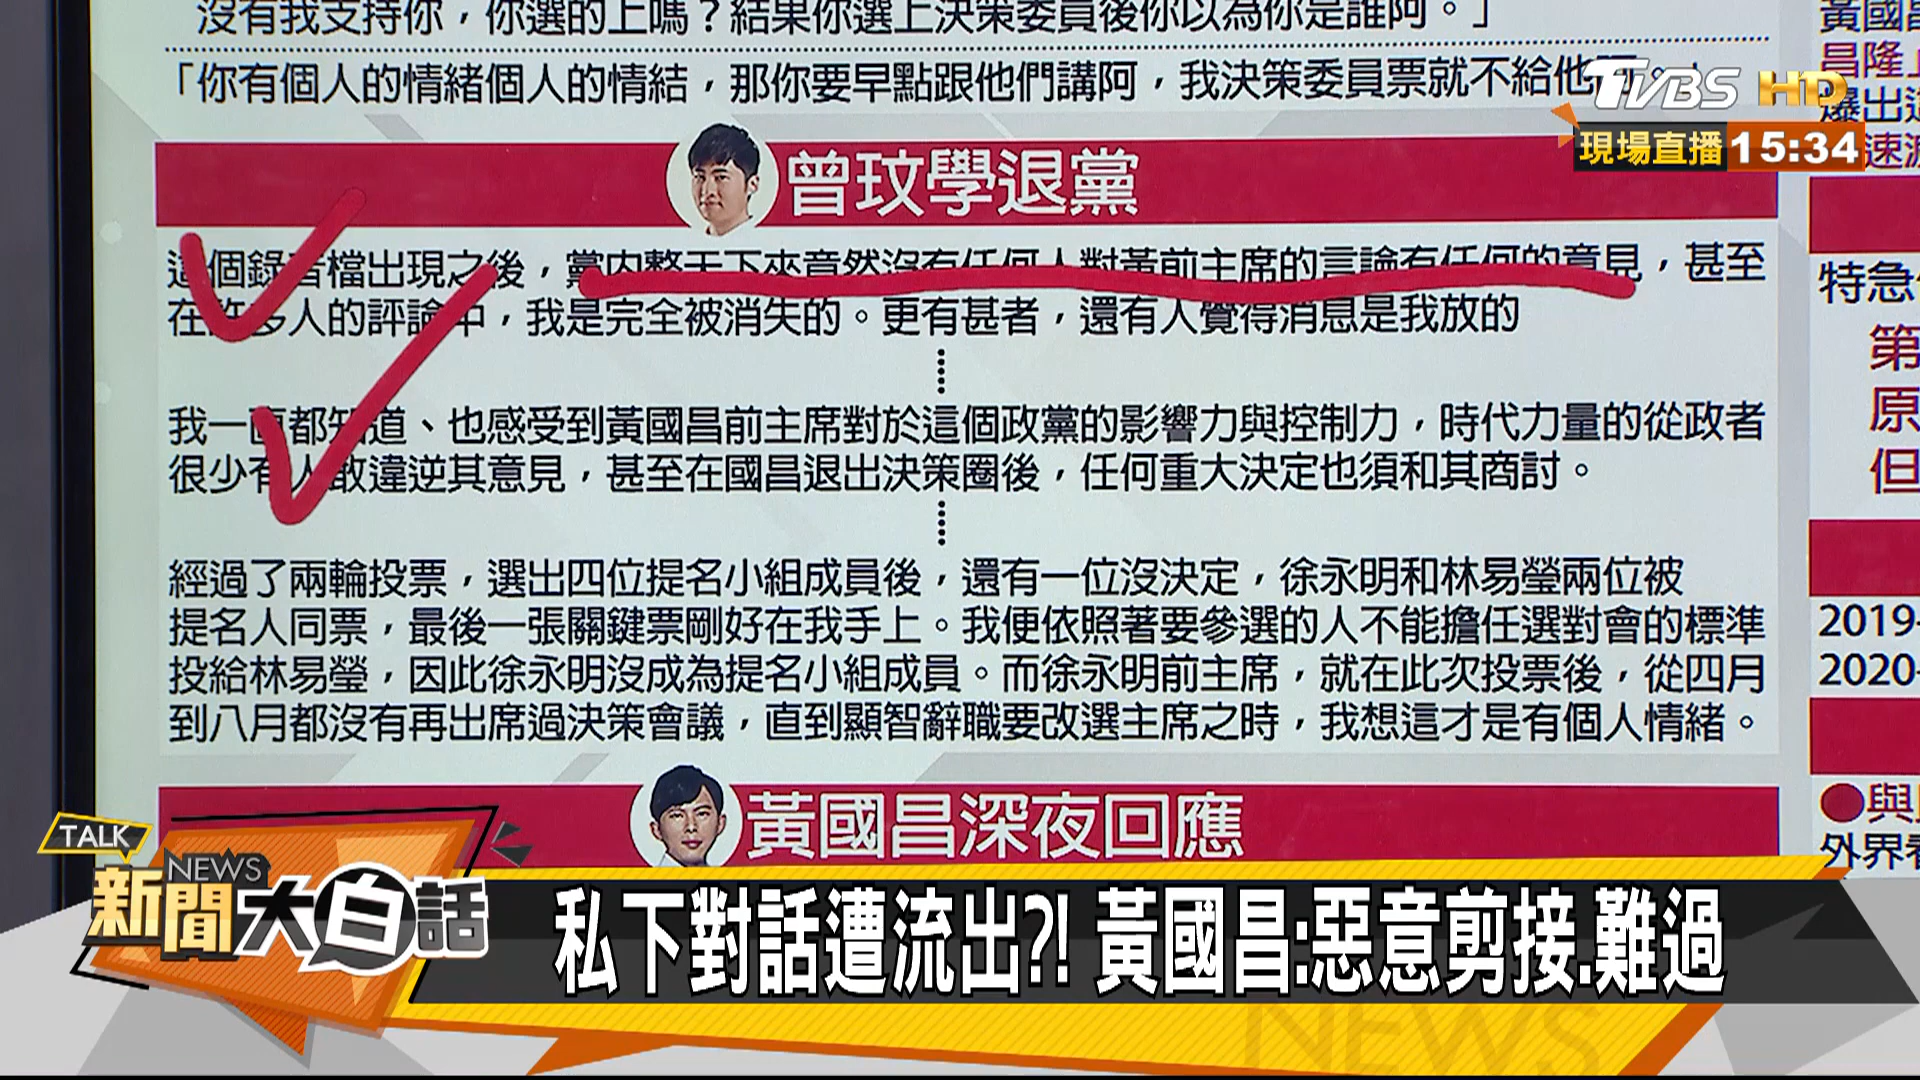 沒有我支持你，你選的上嗎？結果你選上決策委員後你以為你是誰阿。」
「你有個人的情緒個人的情結，那你要早點跟他們講阿，我決策委員票就不給他
TVBS HD
現場直播 15:34
曾玟學退黨
這個錄音檔出現之後，黨內整天下來竟然沒有任何人對黃前主席的言論有任何的意見，甚至
在許多人的評論中，我是完全被消失的。更有甚者，還有人覺得消息是我放的
我一直都知道、也感受到黃國昌前主席對於這個政黨的影響力與控制力，時代力量的從政者
很少有人敢違逆其意見，甚至在國昌退出決策圈後，任何重大決定也須和其商討。
經過了兩輪投票，選出四位提名小組成員後，還有一位沒決定，徐永明和林易瑩兩位被
提名人同票，最後一張關鍵票剛好在我手上。我便依照著要參選的人不能擔任選對會的標準
投給林易瑩，因此徐永明沒成為提名小組成員。而徐永明前主席，就在此次投票後，從四月
到八月都沒有再出席過決策會議，直到顯智辭職要改選主席之時，我想這才是有個人情緒。
黃國昌深夜回應
黃國昌
昌隆
爆出
速
特急
第
原
但
2019-
2020-
●與
外界看
TALK
NEWS
新聞大白話
私下對話遭流出?! 黃國昌:惡意剪接.難過
NEWS